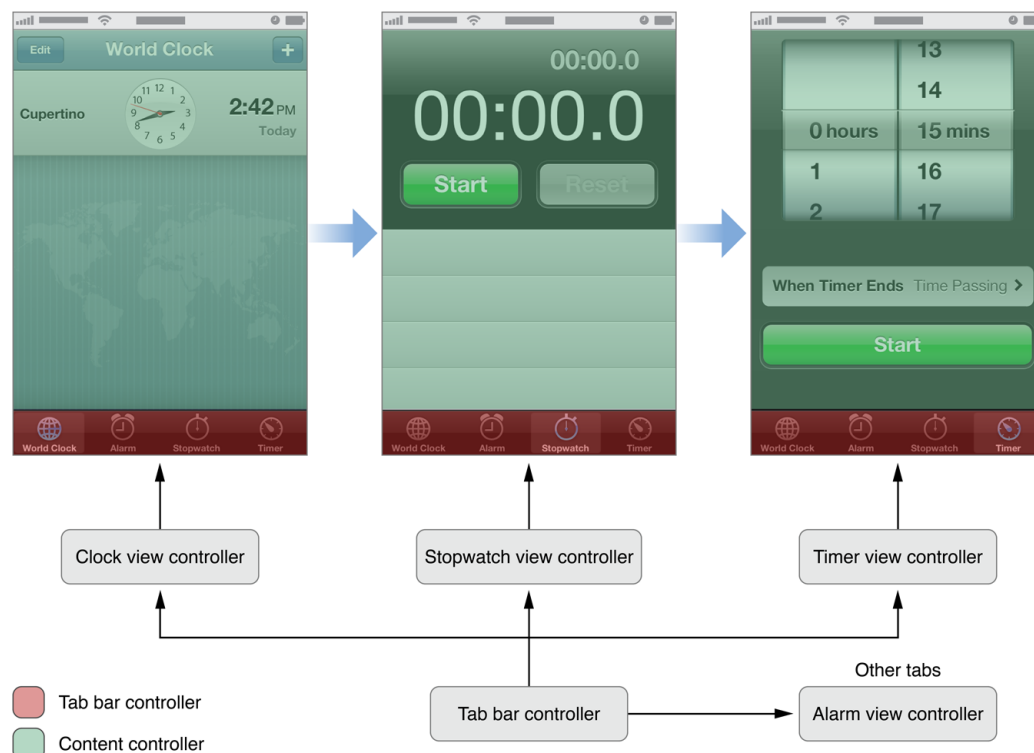 Edit
World Clock
+
Cupertino
11 12 1
10 2
9 3
8 4
7 6 5
2:42 PM
Today
World Clock Alarm Stopwatch Timer
00:00.0
00:00.0
Start Reset
World Clock Alarm Stopwatch Timer
13
14
0 hours 15 mins
1 16
2 17
When Timer Ends Time Passing >
Start
World Clock Alarm Stopwatch Timer
Clock view controller
Stopwatch view controller
Timer view controller
Other tabs
Tab bar controller
Alarm view controller
Tab bar controller
Content controller